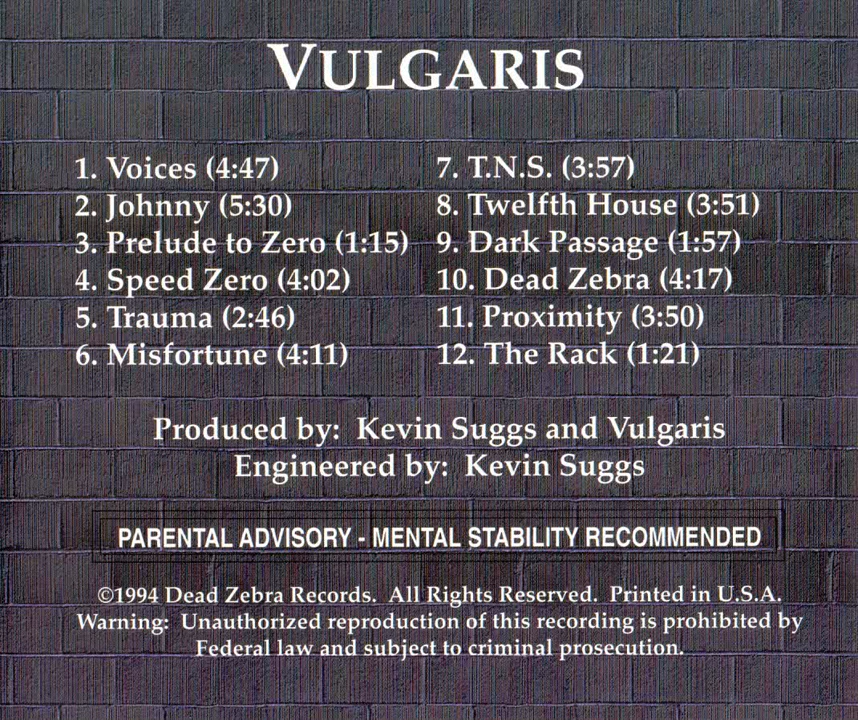 VULGARIS
1. Voices (4:47)
2. Johnny (5:30)
3. Prelude to Zero (1:15)
4. Speed Zero (4:02)
5. Trauma (2:46)
6. Misfortune (4:11)
7. T.N.S. (3:57)
8. Twelfth House (3:51)
9. Dark Passage (1:57)
10. Dead Zebra (4:17)
11. Proximity (3:50)
12. The Rack (1:21)
Produced by: Kevin Suggs and Vulgaris
Engineered by: Kevin Suggs
PARENTAL ADVISORY - MENTAL STABILITY RECOMMENDED
©1994 Dead Zebra Records. All Rights Reserved. Printed in U.S.A.
Warning: Unauthorized reproduction of this recording is prohibited by
Federal law and subject to criminal prosecution.